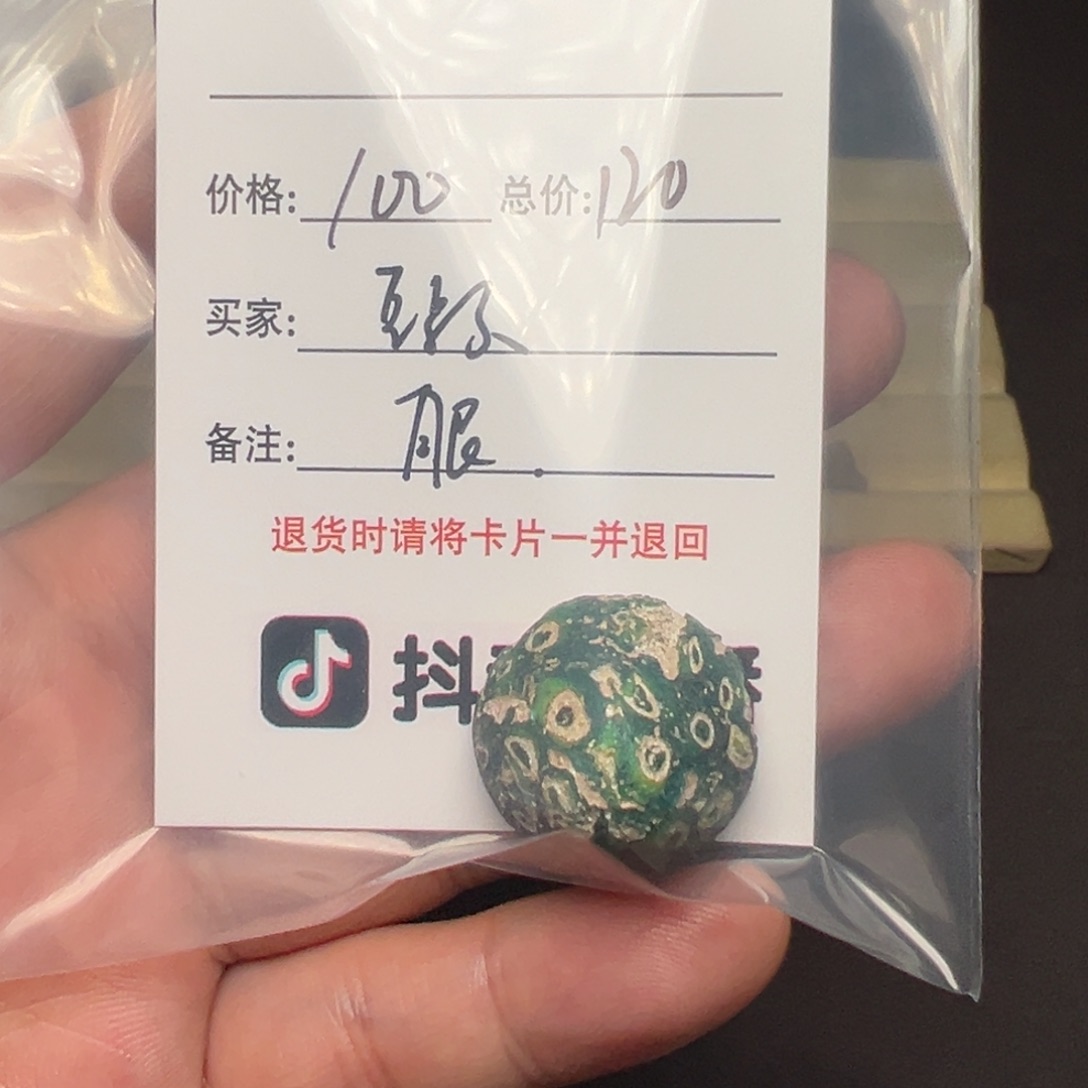 价格: 100 总价: 120
买家:
备注: 眼.
退货时请将卡片一并退回
抖